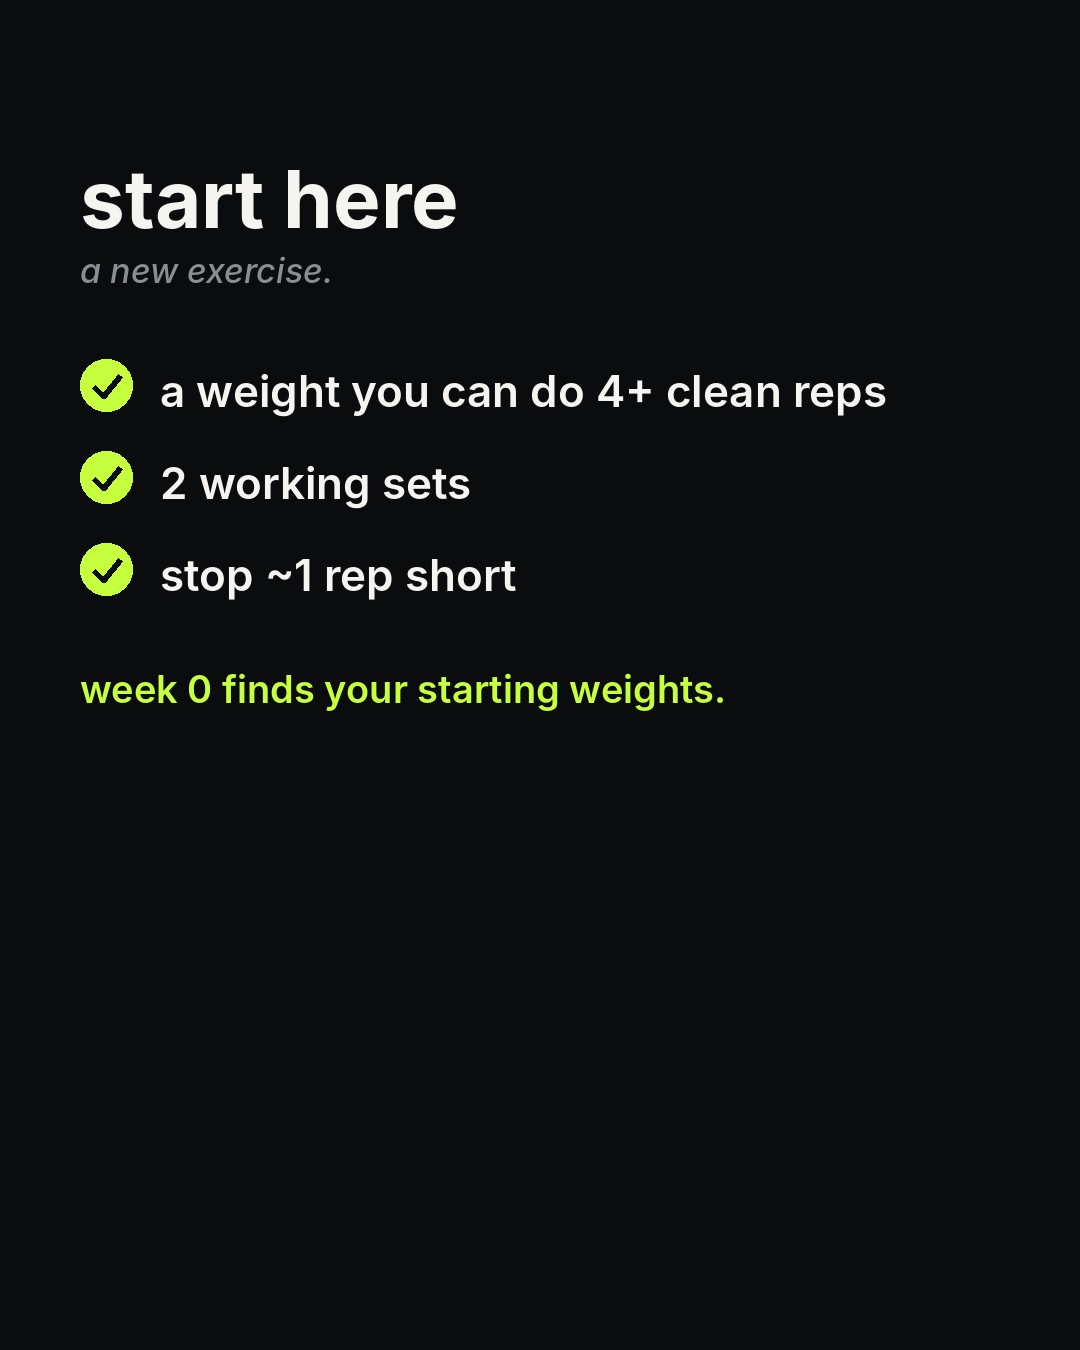 start here
a new exercise.
a weight you can do 4+ clean reps
2 working sets
stop ~1 rep short
week 0 finds your starting weights.